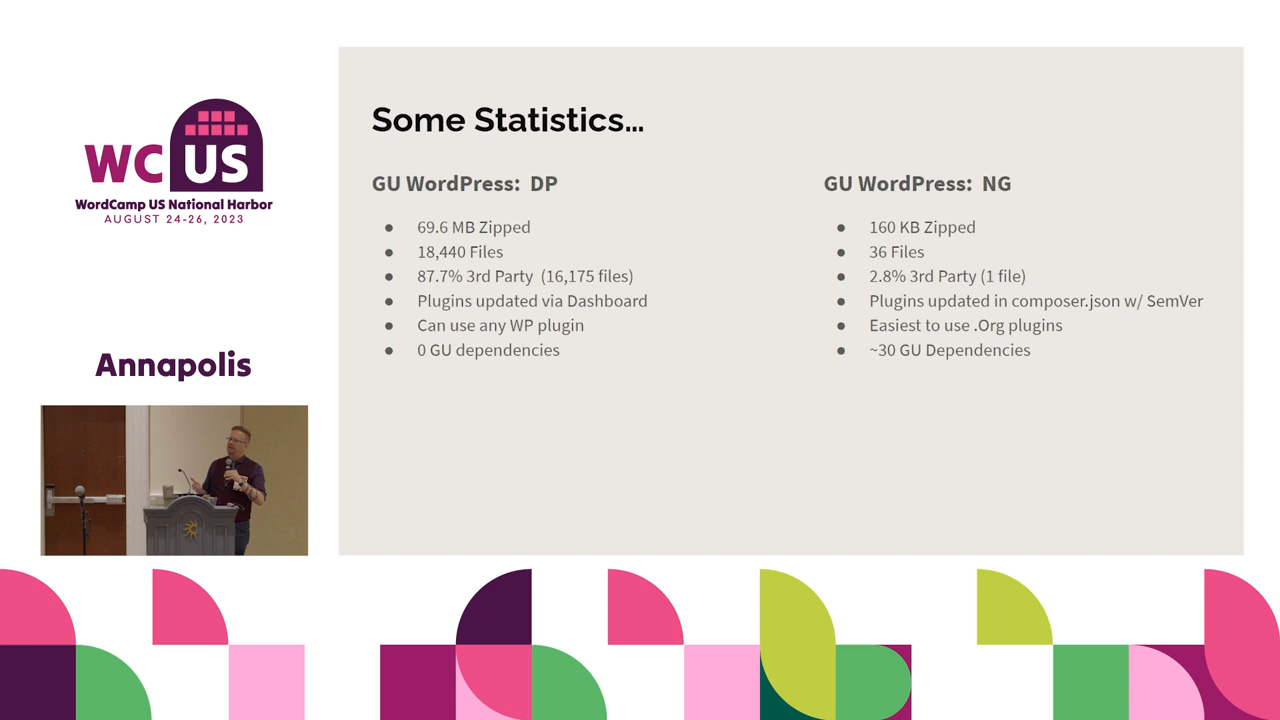 WC US
WordCamp US National Harbor
AUGUST 24-26, 2023
Annapolis
Some Statistics...
GU WordPress: DP
● 69.6 MB Zipped
● 18,440 Files
● 87.7% 3rd Party (16,175 files)
● Plugins updated via Dashboard
● Can use any WP plugin
● 0 GU dependencies
GU WordPress: NG
● 160 KB Zipped
● 36 Files
● 2.8% 3rd Party (1 file)
● Plugins updated in composer.json w/ SemVer
● Easiest to use .Org plugins
● ~30 GU Dependencies